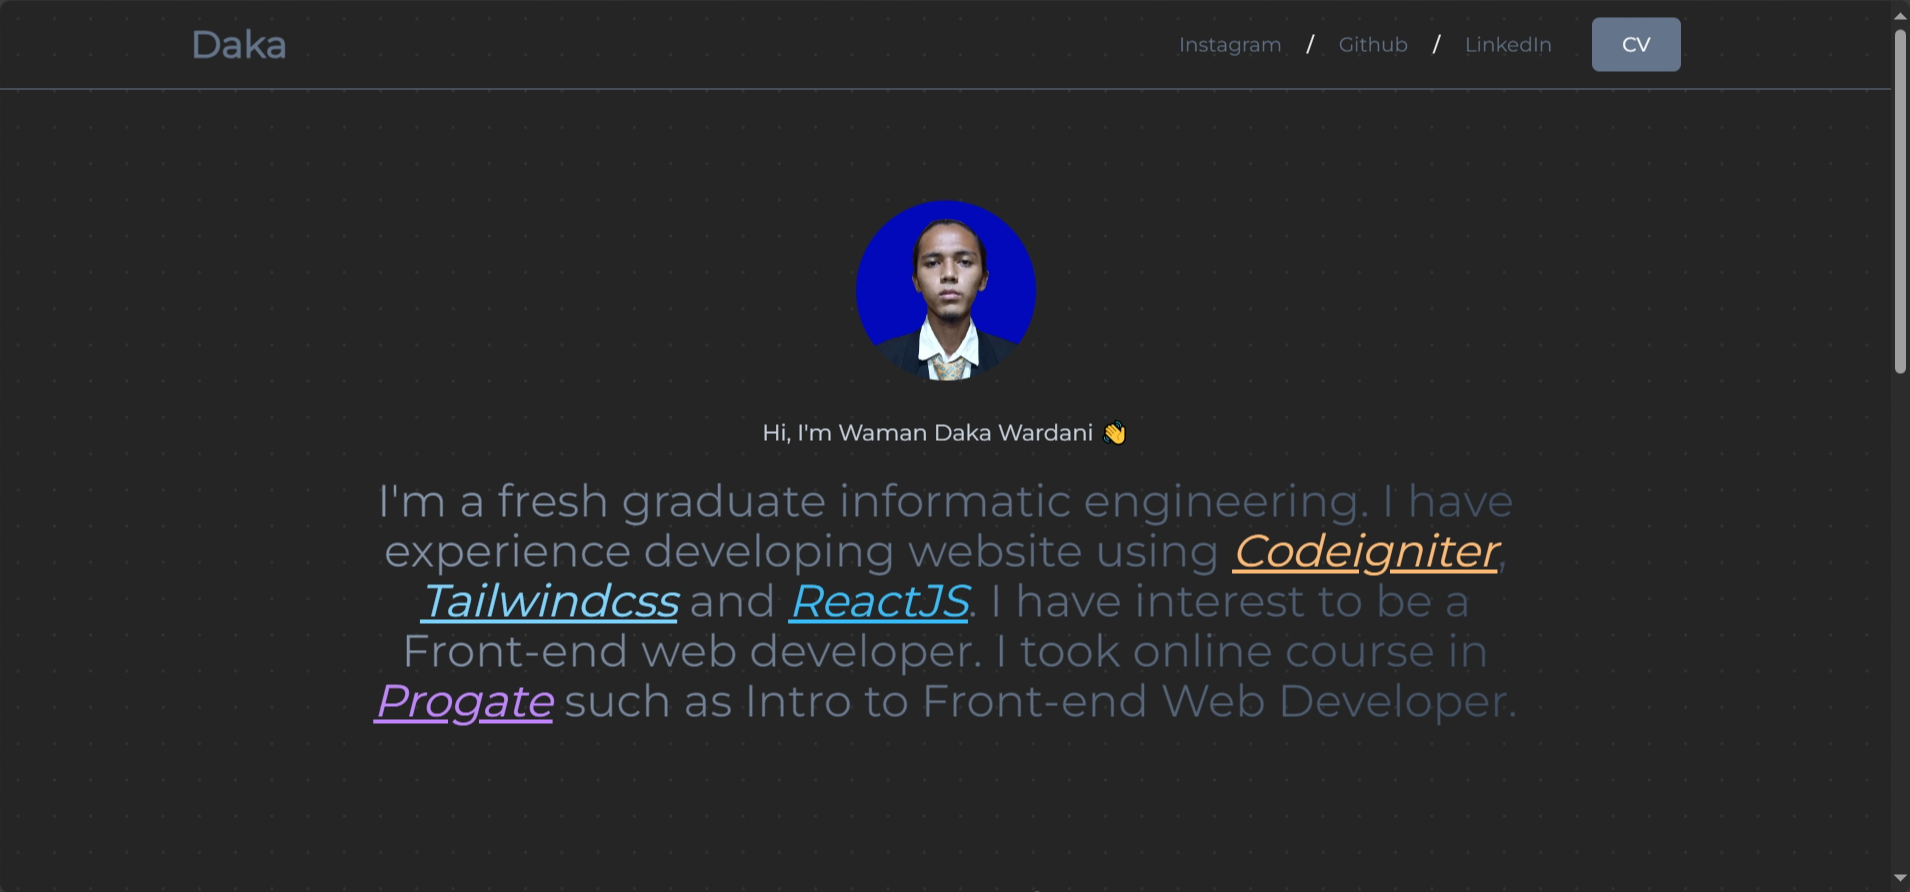 Daka
Instagram / Github / LinkedIn CV
Hi, I'm Waman Daka Wardani 👋
I'm a fresh graduate informatic engineering. I have
experience developing website using Codeigniter,
Tailwindcss and ReactJS. I have interest to be a
Front-end web developer. I took online course in
Progate such as Intro to Front-end Web Developer.